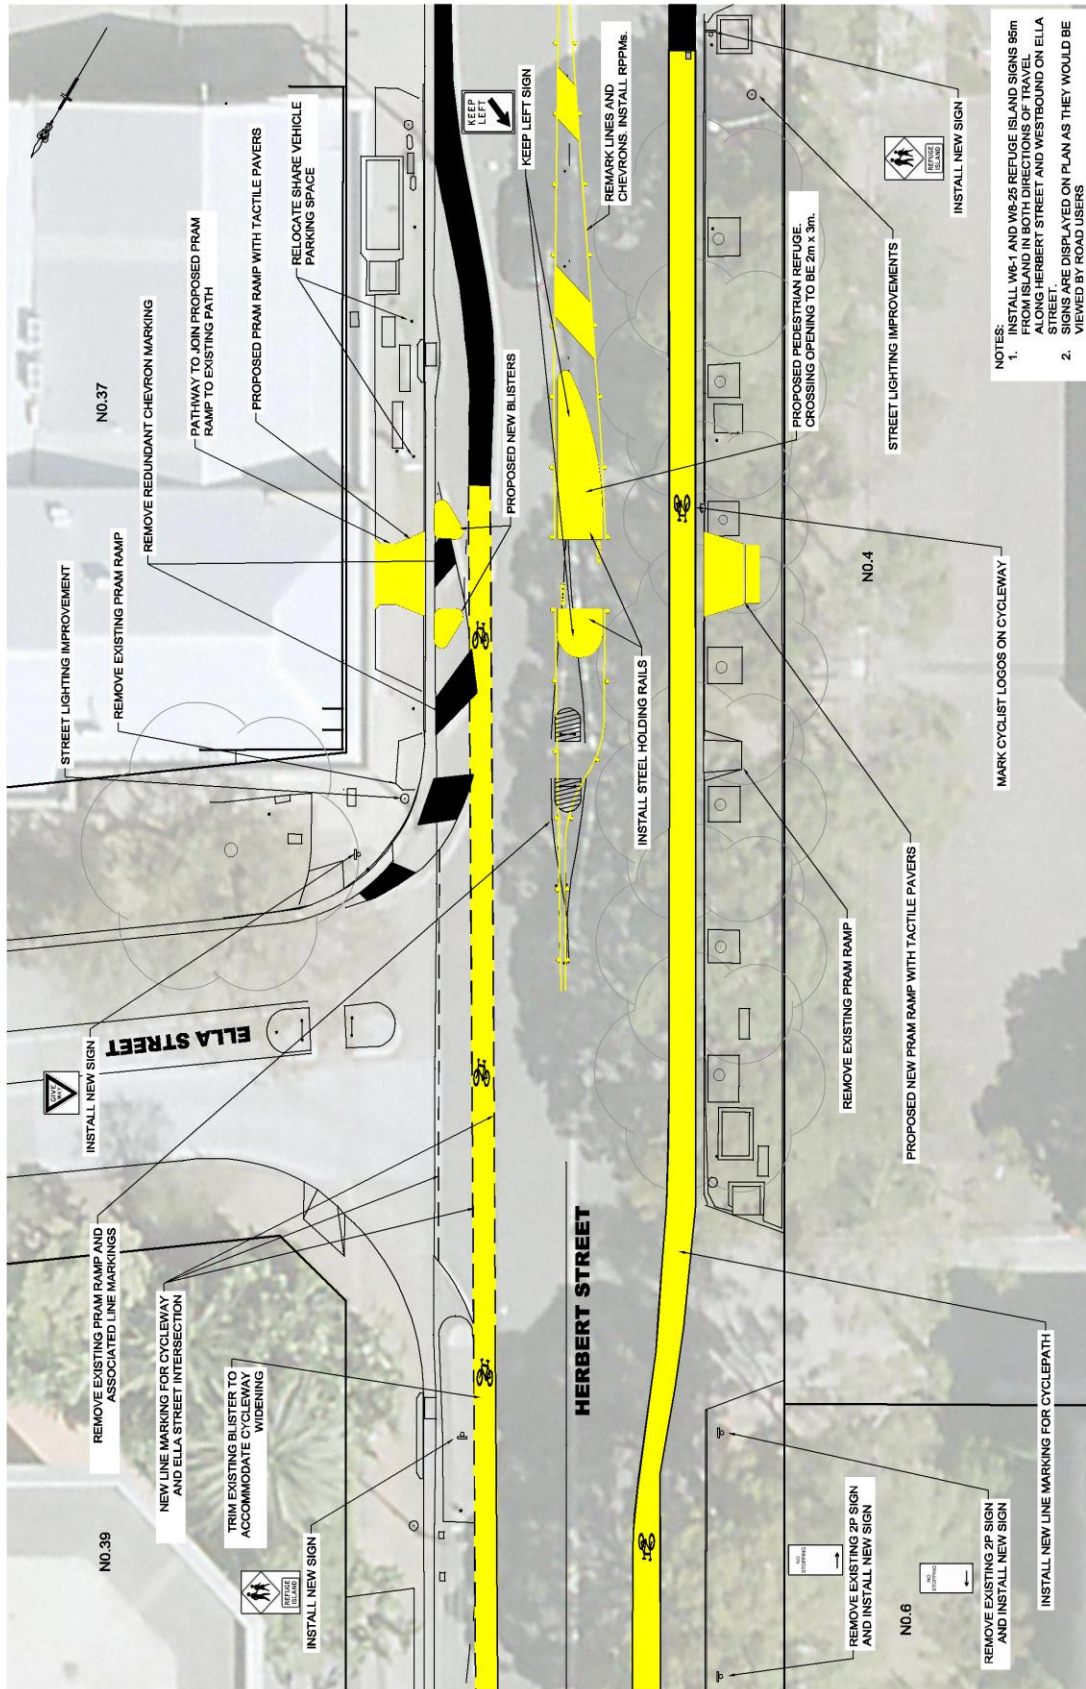 N0.39
REMOVE EXISTING PRAM RAMP AND
ASSOCIATED LINE MARKINGS
NEW LINE MARKING FOR CYCLEWAY
AND ELLA STREET INTERSECTION
TRIM EXISTING BLISTER TO
ACCOMMODATE CYCLEWAY
WIDENING
REFUGE
ISLAND
INSTALL NEW SIGN
GIVE
WAY
INSTALL NEW SIGN
ELLA STREET
STREET LIGHTING IMPROVEMENT
REMOVE EXISTING PRAM RAMP
REMOVE REDUNDANT CHEVRON MARKING
N0.37
PATHWAY TO JOIN PROPOSED PRAM
RAMP TO EXISTING PATH
PROPOSED PRAM RAMP WITH TACTILE PAVERS
RELOCATE SHARE VEHICLE
PARKING SPACE
PROPOSED NEW BLISTERS
KEEP
LEFT
KEEP LEFT SIGN
REMARK LINES AND
CHEVRONS. INSTALL RPPMs.
HERBERT STREET
INSTALL STEEL HOLDING RAILS
PROPOSED PEDESTRIAN REFUGE.
CROSSING OPENING TO BE 2m x 3m.
STREET LIGHTING IMPROVEMENTS
REFUGE
ISLAND
INSTALL NEW SIGN
N0.4
MARK CYCLIST LOGOS ON CYCLEWAY
REMOVE EXISTING PRAM RAMP
PROPOSED NEW PRAM RAMP WITH TACTILE PAVERS
INSTALL NEW LINE MARKING FOR CYCLEPATH
NO
STOPPING
REMOVE EXISTING 2P SIGN
AND INSTALL NEW SIGN
N0.6
NO
STOPPING
REMOVE EXISTING 2P SIGN
AND INSTALL NEW SIGN
NOTES:
1. INSTALL W6-1 AND W8-25 REFUGE ISLAND SIGNS 95m
FROM ISLAND IN BOTH DIRECTIONS OF TRAVEL
ALONG HERBERT STREET AND WESTBOUND ON ELLA
STREET.
2. SIGNS ARE DISPLAYED ON PLAN AS THEY WOULD BE
VIEWED BY ROAD USERS